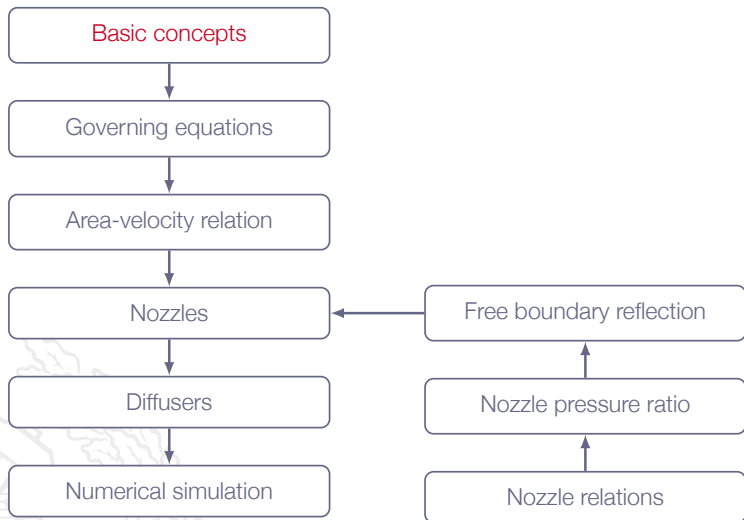 Basic concepts
Governing equations
Area-velocity relation
Nozzles
Free boundary reflection
Diffusers
Nozzle pressure ratio
Numerical simulation
Nozzle relations